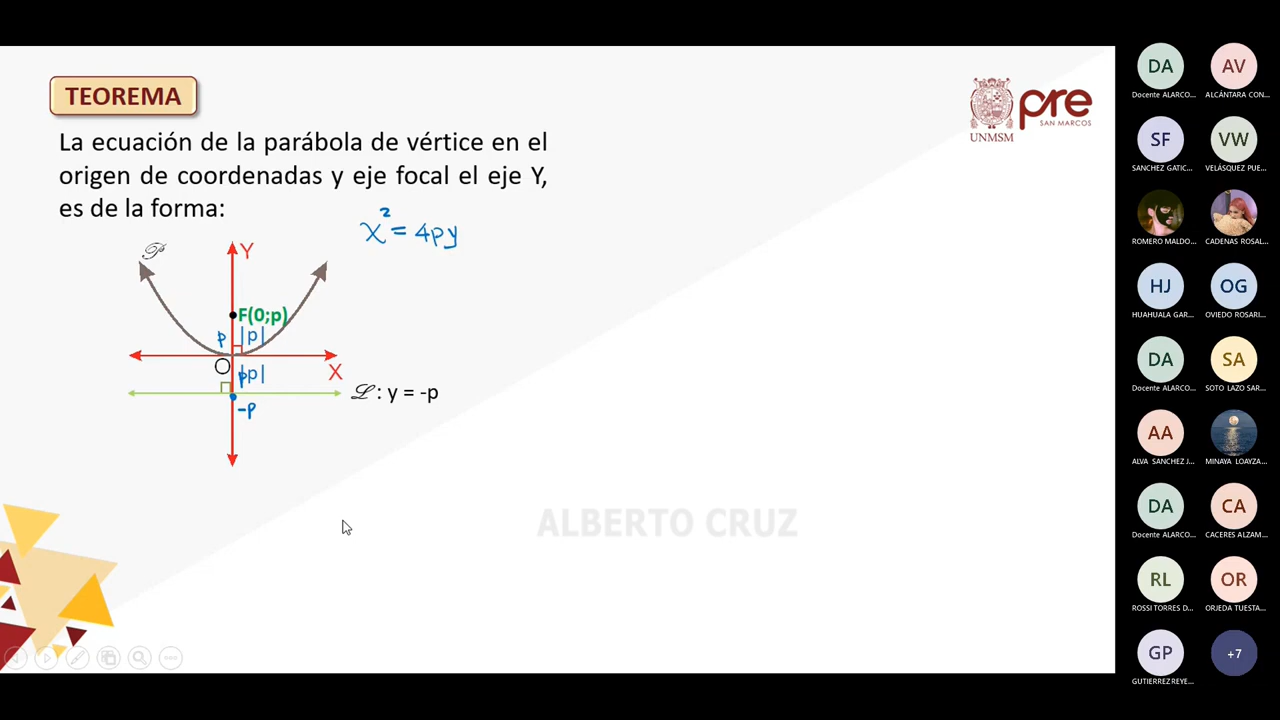 TEOREMA
La ecuación de la parábola de vértice en el
origen de coordenadas y eje focal el eje Y,
es de la forma:
x² = 4py
𝒫
Y
F(0;p)
p |p|
O
X
p |p|
ℒ : y = -p
-p
ALBERTO CRUZ
UNMSM
pre
SAN MARCOS
DA AV
Docente ALARCO... ALCÁNTARA CON...
SF VW
SANCHEZ GATIC... VELÁSQUEZ PUE...
ROMERO MALDO... CADENAS ROSAL...
HJ OG
HUAHUALA GAR... OVIEDO ROSARI...
DA SA
Docente ALARCO... SOTO LAZO SAR...
AA
ALVA SANCHEZ J... MINAYA LOAYZA...
DA CA
Docente ALARCO... CACERES ALZAM...
RL OR
ROSSI TORRES D... ORJEDA TUESTA...
GP +7
GUTIERREZ REYE...